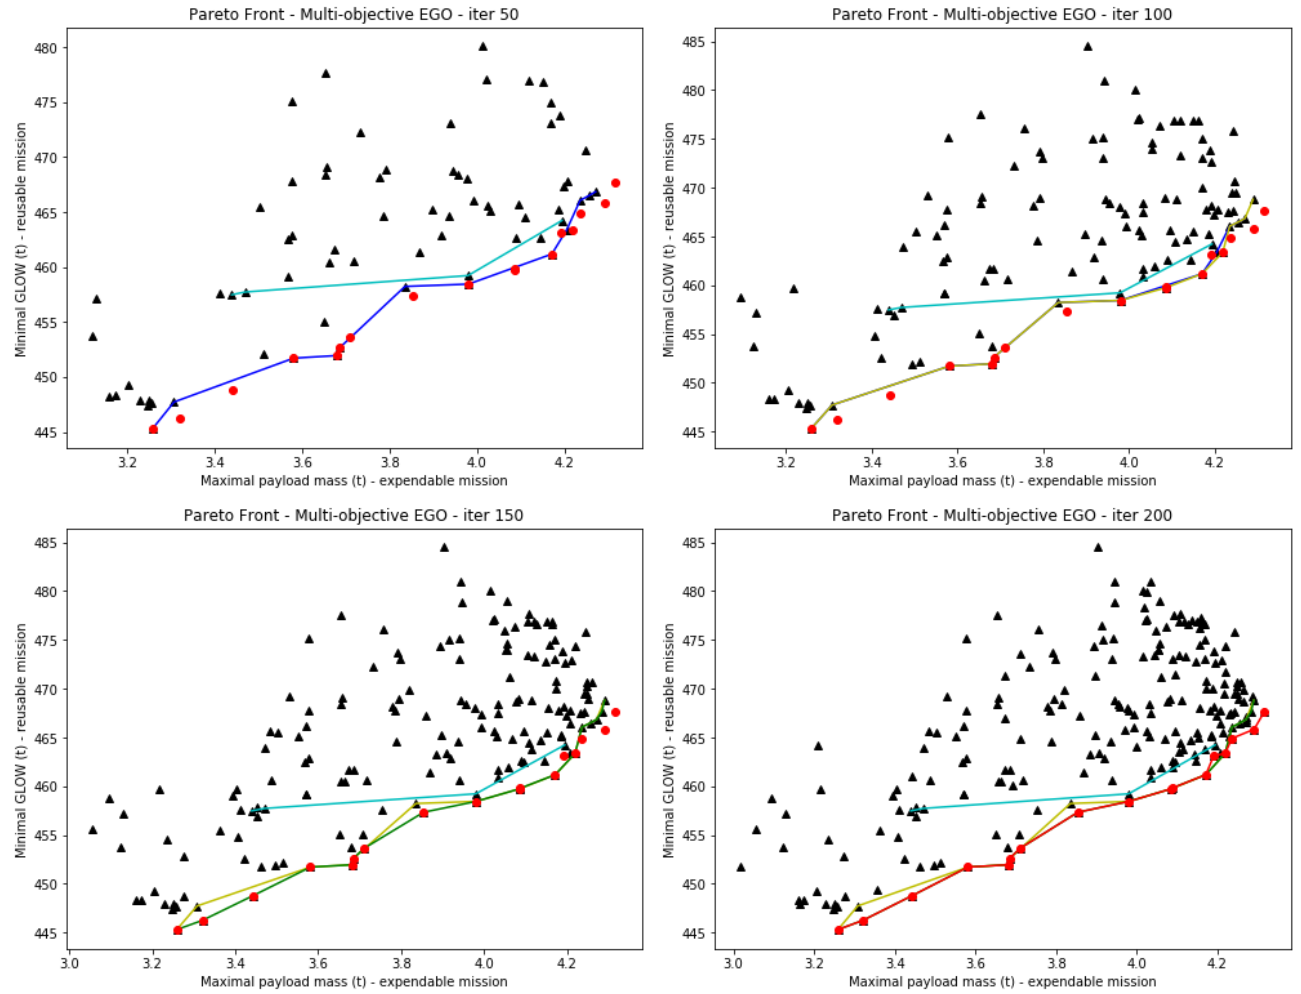 Pareto Front - Multi-objective EGO - iter 50
480
475
470
465
460
455
450
445
Minimal GLOW (t) - reusable mission
3.2 3.4 3.6 3.8 4.0 4.2
Maximal payload mass (t) - expendable mission
Pareto Front - Multi-objective EGO - iter 100
485
480
475
470
465
460
455
450
445
Minimal GLOW (t) - reusable mission
3.2 3.4 3.6 3.8 4.0 4.2
Maximal payload mass (t) - expendable mission
Pareto Front - Multi-objective EGO - iter 150
485
480
475
470
465
460
455
450
445
Minimal GLOW (t) - reusable mission
3.0 3.2 3.4 3.6 3.8 4.0 4.2
Maximal payload mass (t) - expendable mission
Pareto Front - Multi-objective EGO - iter 200
485
480
475
470
465
460
455
450
445
Minimal GLOW (t) - reusable mission
3.0 3.2 3.4 3.6 3.8 4.0 4.2
Maximal payload mass (t) - expendable mission